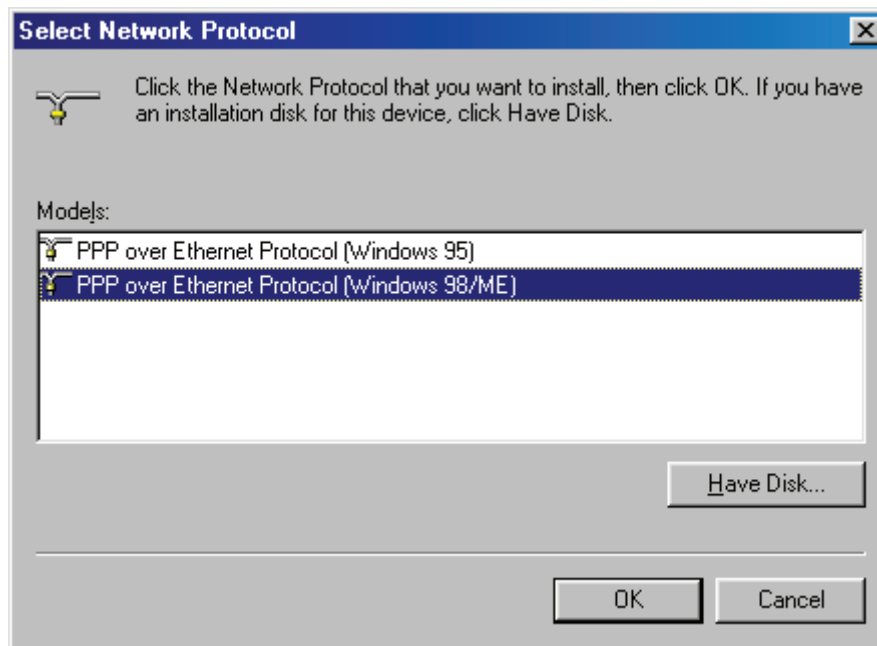 Select Network Protocol
Click the Network Protocol that you want to install, then click OK. If you have
an installation disk for this device, click Have Disk.
Models:
PPP over Ethernet Protocol (Windows 95)
PPP over Ethernet Protocol (Windows 98/ME)
Have Disk...
OK
Cancel